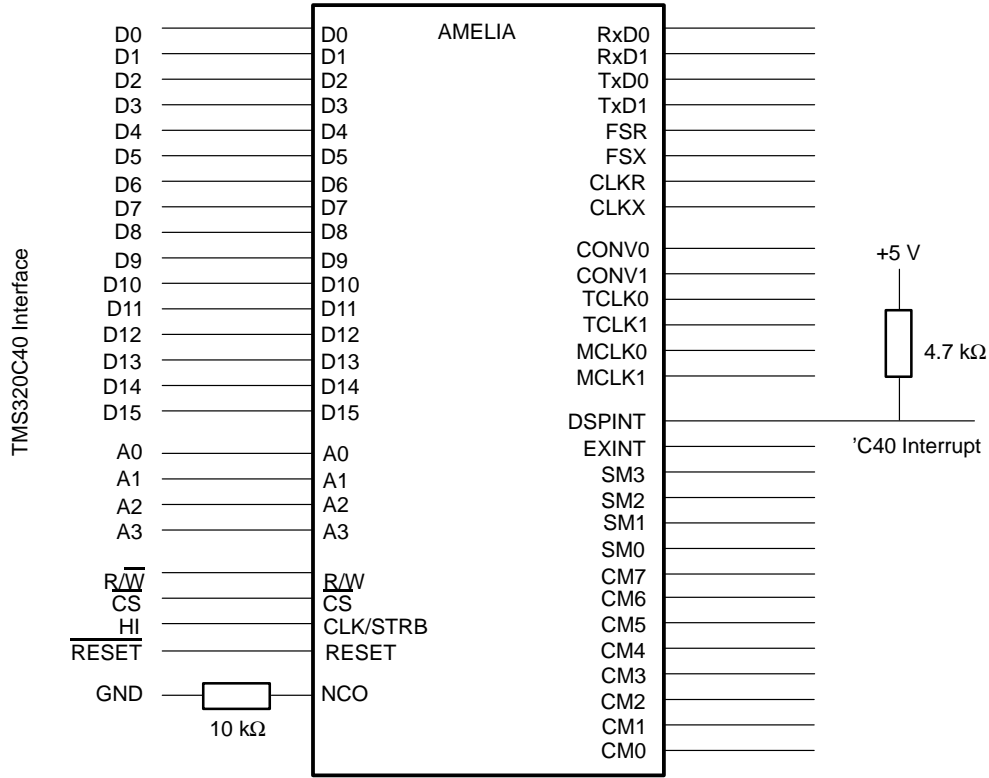 AMELIA
D0 D0 RxD0
D1 D1 RxD1
D2 D2 TxD0
D3 D3 TxD1
D4 D4 FSR
D5 D5 FSX
D6 D6 CLKR
D7 D7 CLKX
D8 D8
D9 D9 CONV0
D10 D10 CONV1
D11 D11 TCLK0
D12 D12 TCLK1
D13 D13 MCLK0
D14 D14 MCLK1
D15 D15 DSPINT
+5 V
4.7 kΩ
'C40 Interrupt
TMS320C40 Interface
A0 A0 EXINT
A1 A1 SM3
A2 A2 SM2
SM1
A3 A3 SM0
R/W̅ R/W CM7
C̅S̅ C̅S̅ CM6
HI CLK/STRB CM5
R̅E̅S̅E̅T̅ RESET CM4
CM3
GND NCO CM2
10 kΩ CM1
CM0